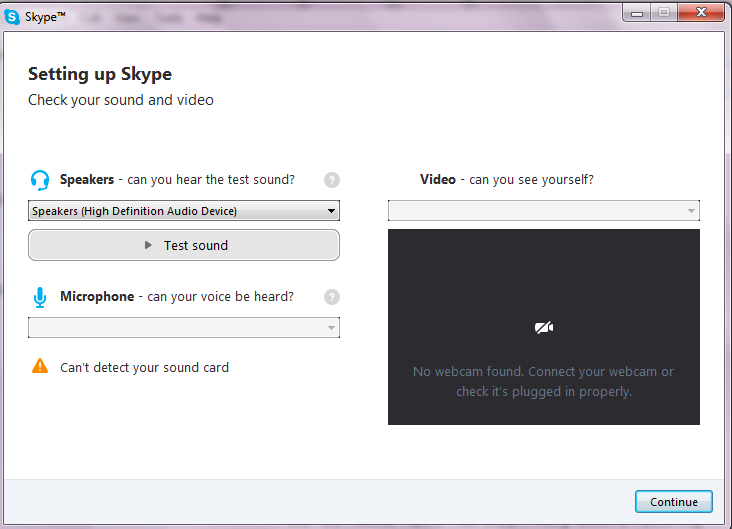 Skype™
Tools Help
Setting up Skype
Check your sound and video
Speakers - can you hear the test sound? ?
Speakers (High Definition Audio Device)
Test sound
Microphone - can your voice be heard? ?
Can't detect your sound card
Video - can you see yourself?
No webcam found. Connect your webcam or
check it's plugged in properly.
Continue